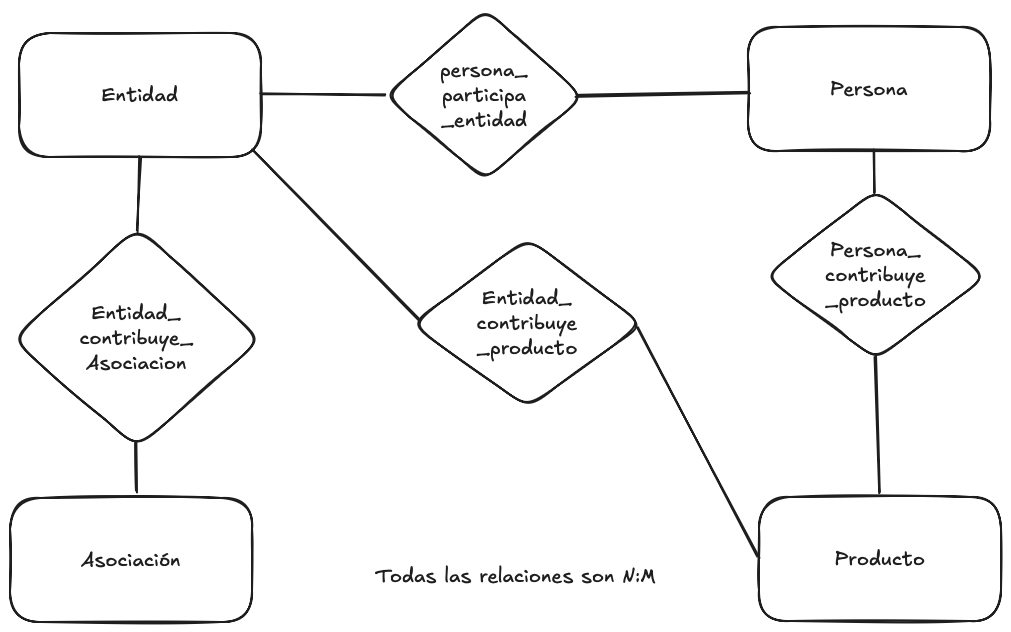 Entidad
persona_
participa
_entidad
Persona
Entidad_
contribuye_
Asociacion
Entidad_
contribuye
_producto
Persona_
contribuye
_producto
Asociación
Todas las relaciones son N:M
Producto